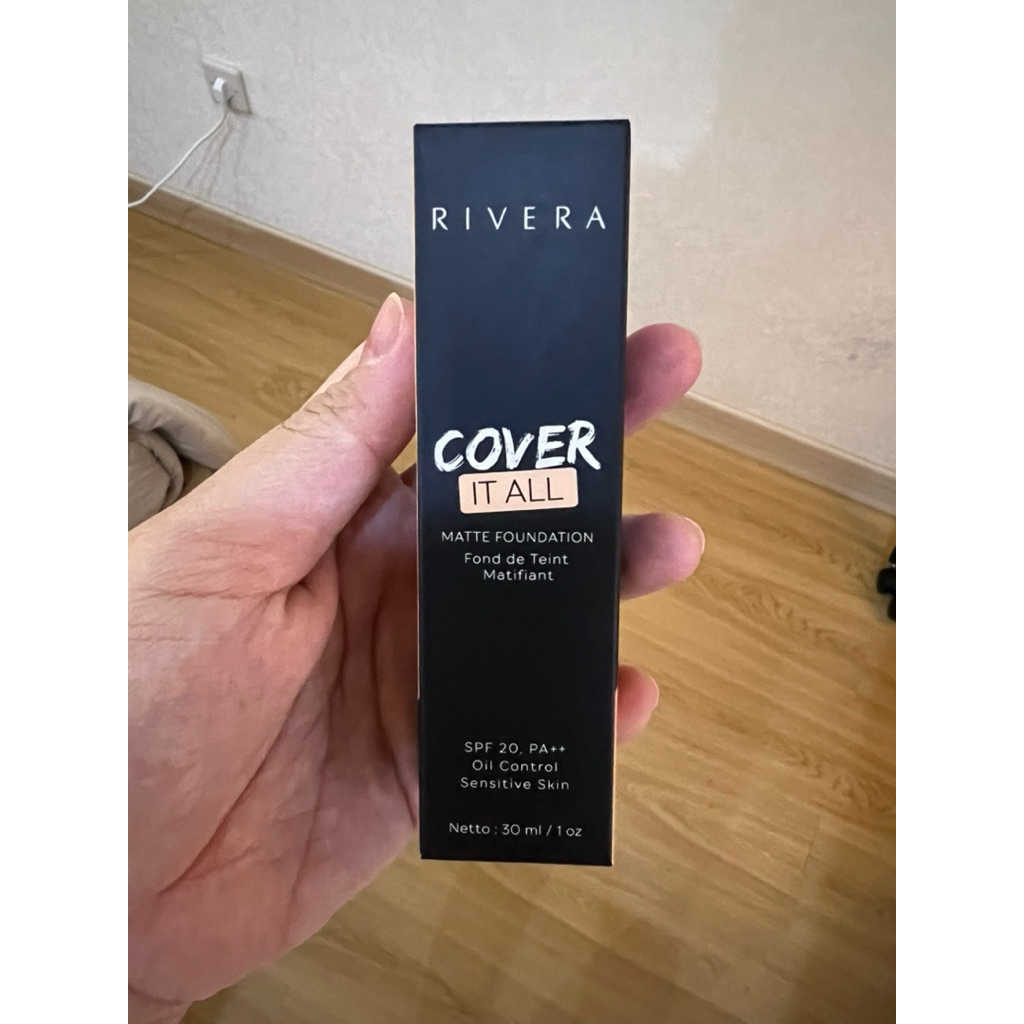 RIVERA
COVER
IT ALL
MATTE FOUNDATION
Fond de Teint
Matifiant
SPF 20, PA++
Oil Control
Sensitive Skin
Netto : 30 ml / 1 oz